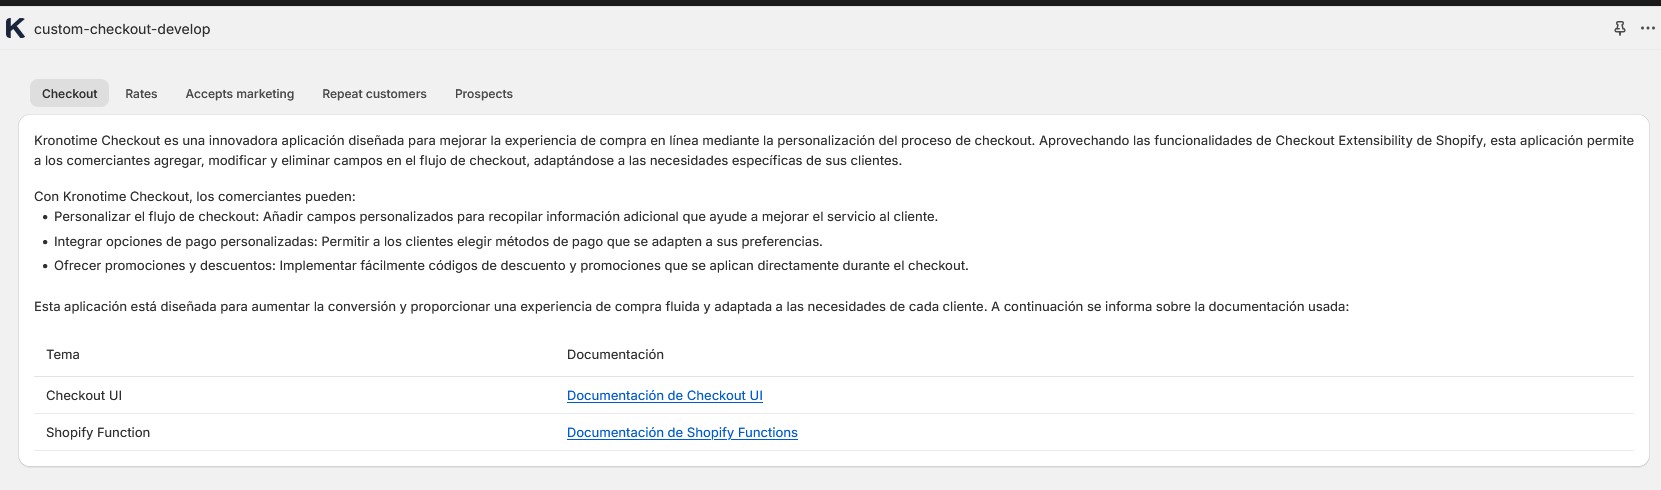 custom-checkout-develop
Checkout Rates Accepts marketing Repeat customers Prospects
Kronotime Checkout es una innovadora aplicación diseñada para mejorar la experiencia de compra en línea mediante la personalización del proceso de checkout. Aprovechando las funcionalidades de Checkout Extensibility de Shopify, esta aplicación permite
a los comerciantes agregar, modificar y eliminar campos en el flujo de checkout, adaptándose a las necesidades específicas de sus clientes.
Con Kronotime Checkout, los comerciantes pueden:
• Personalizar el flujo de checkout: Añadir campos personalizados para recopilar información adicional que ayude a mejorar el servicio al cliente.
• Integrar opciones de pago personalizadas: Permitir a los clientes elegir métodos de pago que se adapten a sus preferencias.
• Ofrecer promociones y descuentos: Implementar fácilmente códigos de descuento y promociones que se aplican directamente durante el checkout.
Esta aplicación está diseñada para aumentar la conversión y proporcionar una experiencia de compra fluida y adaptada a las necesidades de cada cliente. A continuación se informa sobre la documentación usada:
Tema Documentación
Checkout UI Documentación de Checkout UI
Shopify Function Documentación de Shopify Functions